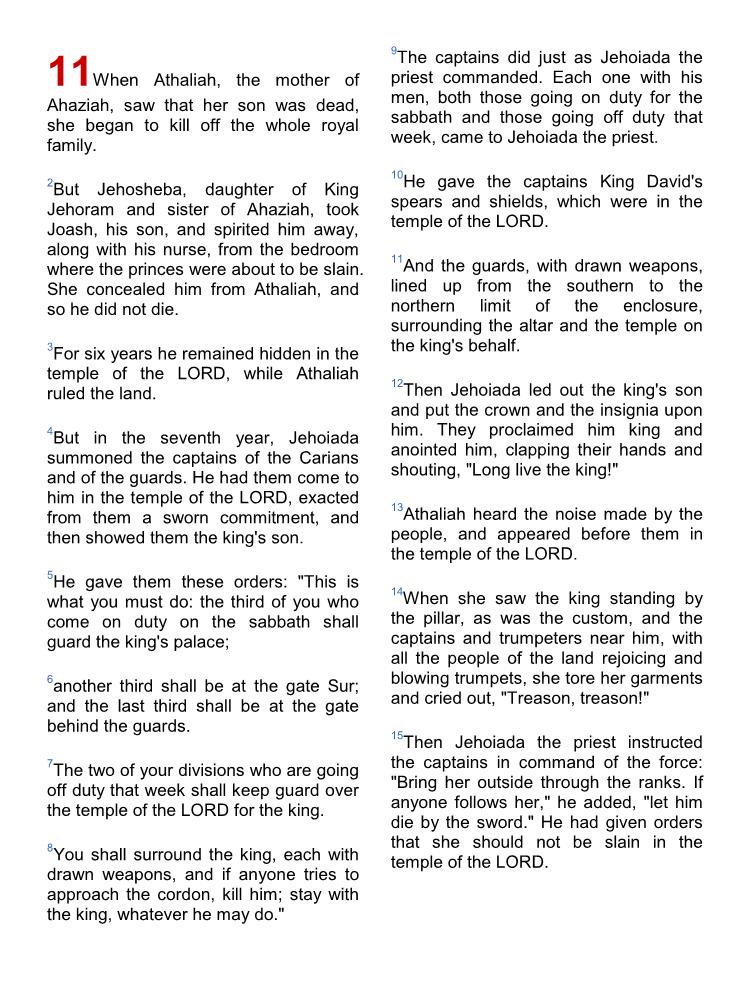 11When Athaliah, the mother of
Ahaziah, saw that her son was dead,
she began to kill off the whole royal
family.
2But Jehosheba, daughter of King
Jehoram and sister of Ahaziah, took
Joash, his son, and spirited him away,
along with his nurse, from the bedroom
where the princes were about to be slain.
She concealed him from Athaliah, and
so he did not die.
3For six years he remained hidden in the
temple of the LORD, while Athaliah
ruled the land.
4But in the seventh year, Jehoiada
summoned the captains of the Carians
and of the guards. He had them come to
him in the temple of the LORD, exacted
from them a sworn commitment, and
then showed them the king's son.
5He gave them these orders: "This is
what you must do: the third of you who
come on duty on the sabbath shall
guard the king's palace;
6another third shall be at the gate Sur;
and the last third shall be at the gate
behind the guards.
7The two of your divisions who are going
off duty that week shall keep guard over
the temple of the LORD for the king.
8You shall surround the king, each with
drawn weapons, and if anyone tries to
approach the cordon, kill him; stay with
the king, whatever he may do."
9The captains did just as Jehoiada the
priest commanded. Each one with his
men, both those going on duty for the
sabbath and those going off duty that
week, came to Jehoiada the priest.
10He gave the captains King David's
spears and shields, which were in the
temple of the LORD.
11And the guards, with drawn weapons,
lined up from the southern to the
northern limit of the enclosure,
surrounding the altar and the temple on
the king's behalf.
12Then Jehoiada led out the king's son
and put the crown and the insignia upon
him. They proclaimed him king and
anointed him, clapping their hands and
shouting, "Long live the king!"
13Athaliah heard the noise made by the
people, and appeared before them in
the temple of the LORD.
14When she saw the king standing by
the pillar, as was the custom, and the
captains and trumpeters near him, with
all the people of the land rejoicing and
blowing trumpets, she tore her garments
and cried out, "Treason, treason!"
15Then Jehoiada the priest instructed
the captains in command of the force:
"Bring her outside through the ranks. If
anyone follows her," he added, "let him
die by the sword." He had given orders
that she should not be slain in the
temple of the LORD.